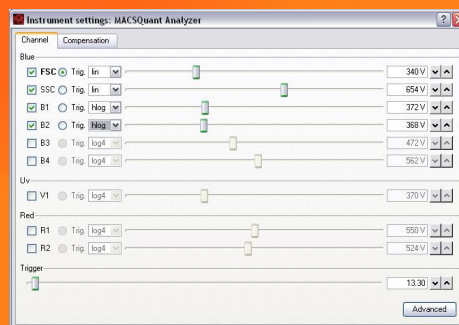 Instrument settings: MACSQuant Analyzer
Channel Compensation
Blue
FSC Trig. lin 340 V
SSC Trig. lin 654 V
B1 Trig. hlog 372 V
B2 Trig. hlog 368 V
B3 Trig. log4 472 V
B4 Trig. log4 562 V
Uv
V1 Trig. log4 370 V
Red
R1 Trig. log4 550 V
R2 Trig. log4 524 V
Trigger
13.30
Advanced